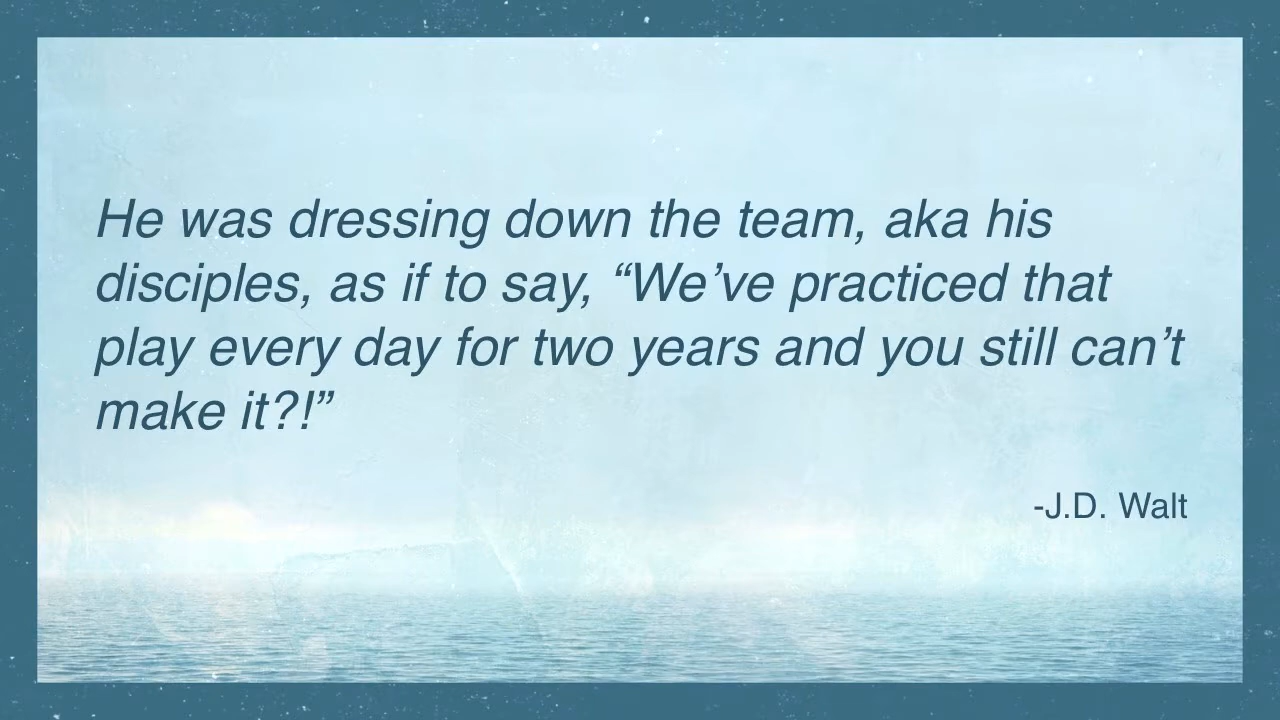 He was dressing down the team, aka his
disciples, as if to say, “We’ve practiced that
play every day for two years and you still can’t
make it?!”
-J.D. Walt